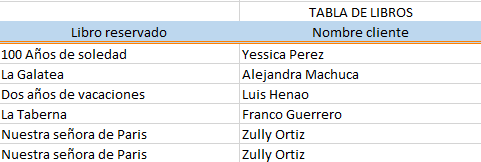 TABLA DE LIBROS
Libro reservado Nombre cliente
100 Años de soledad Yessica Perez
La Galatea Alejandra Machuca
Dos años de vacaciones Luis Henao
La Taberna Franco Guerrero
Nuestra señora de Paris Zully Ortiz
Nuestra señora de Paris Zully Ortiz